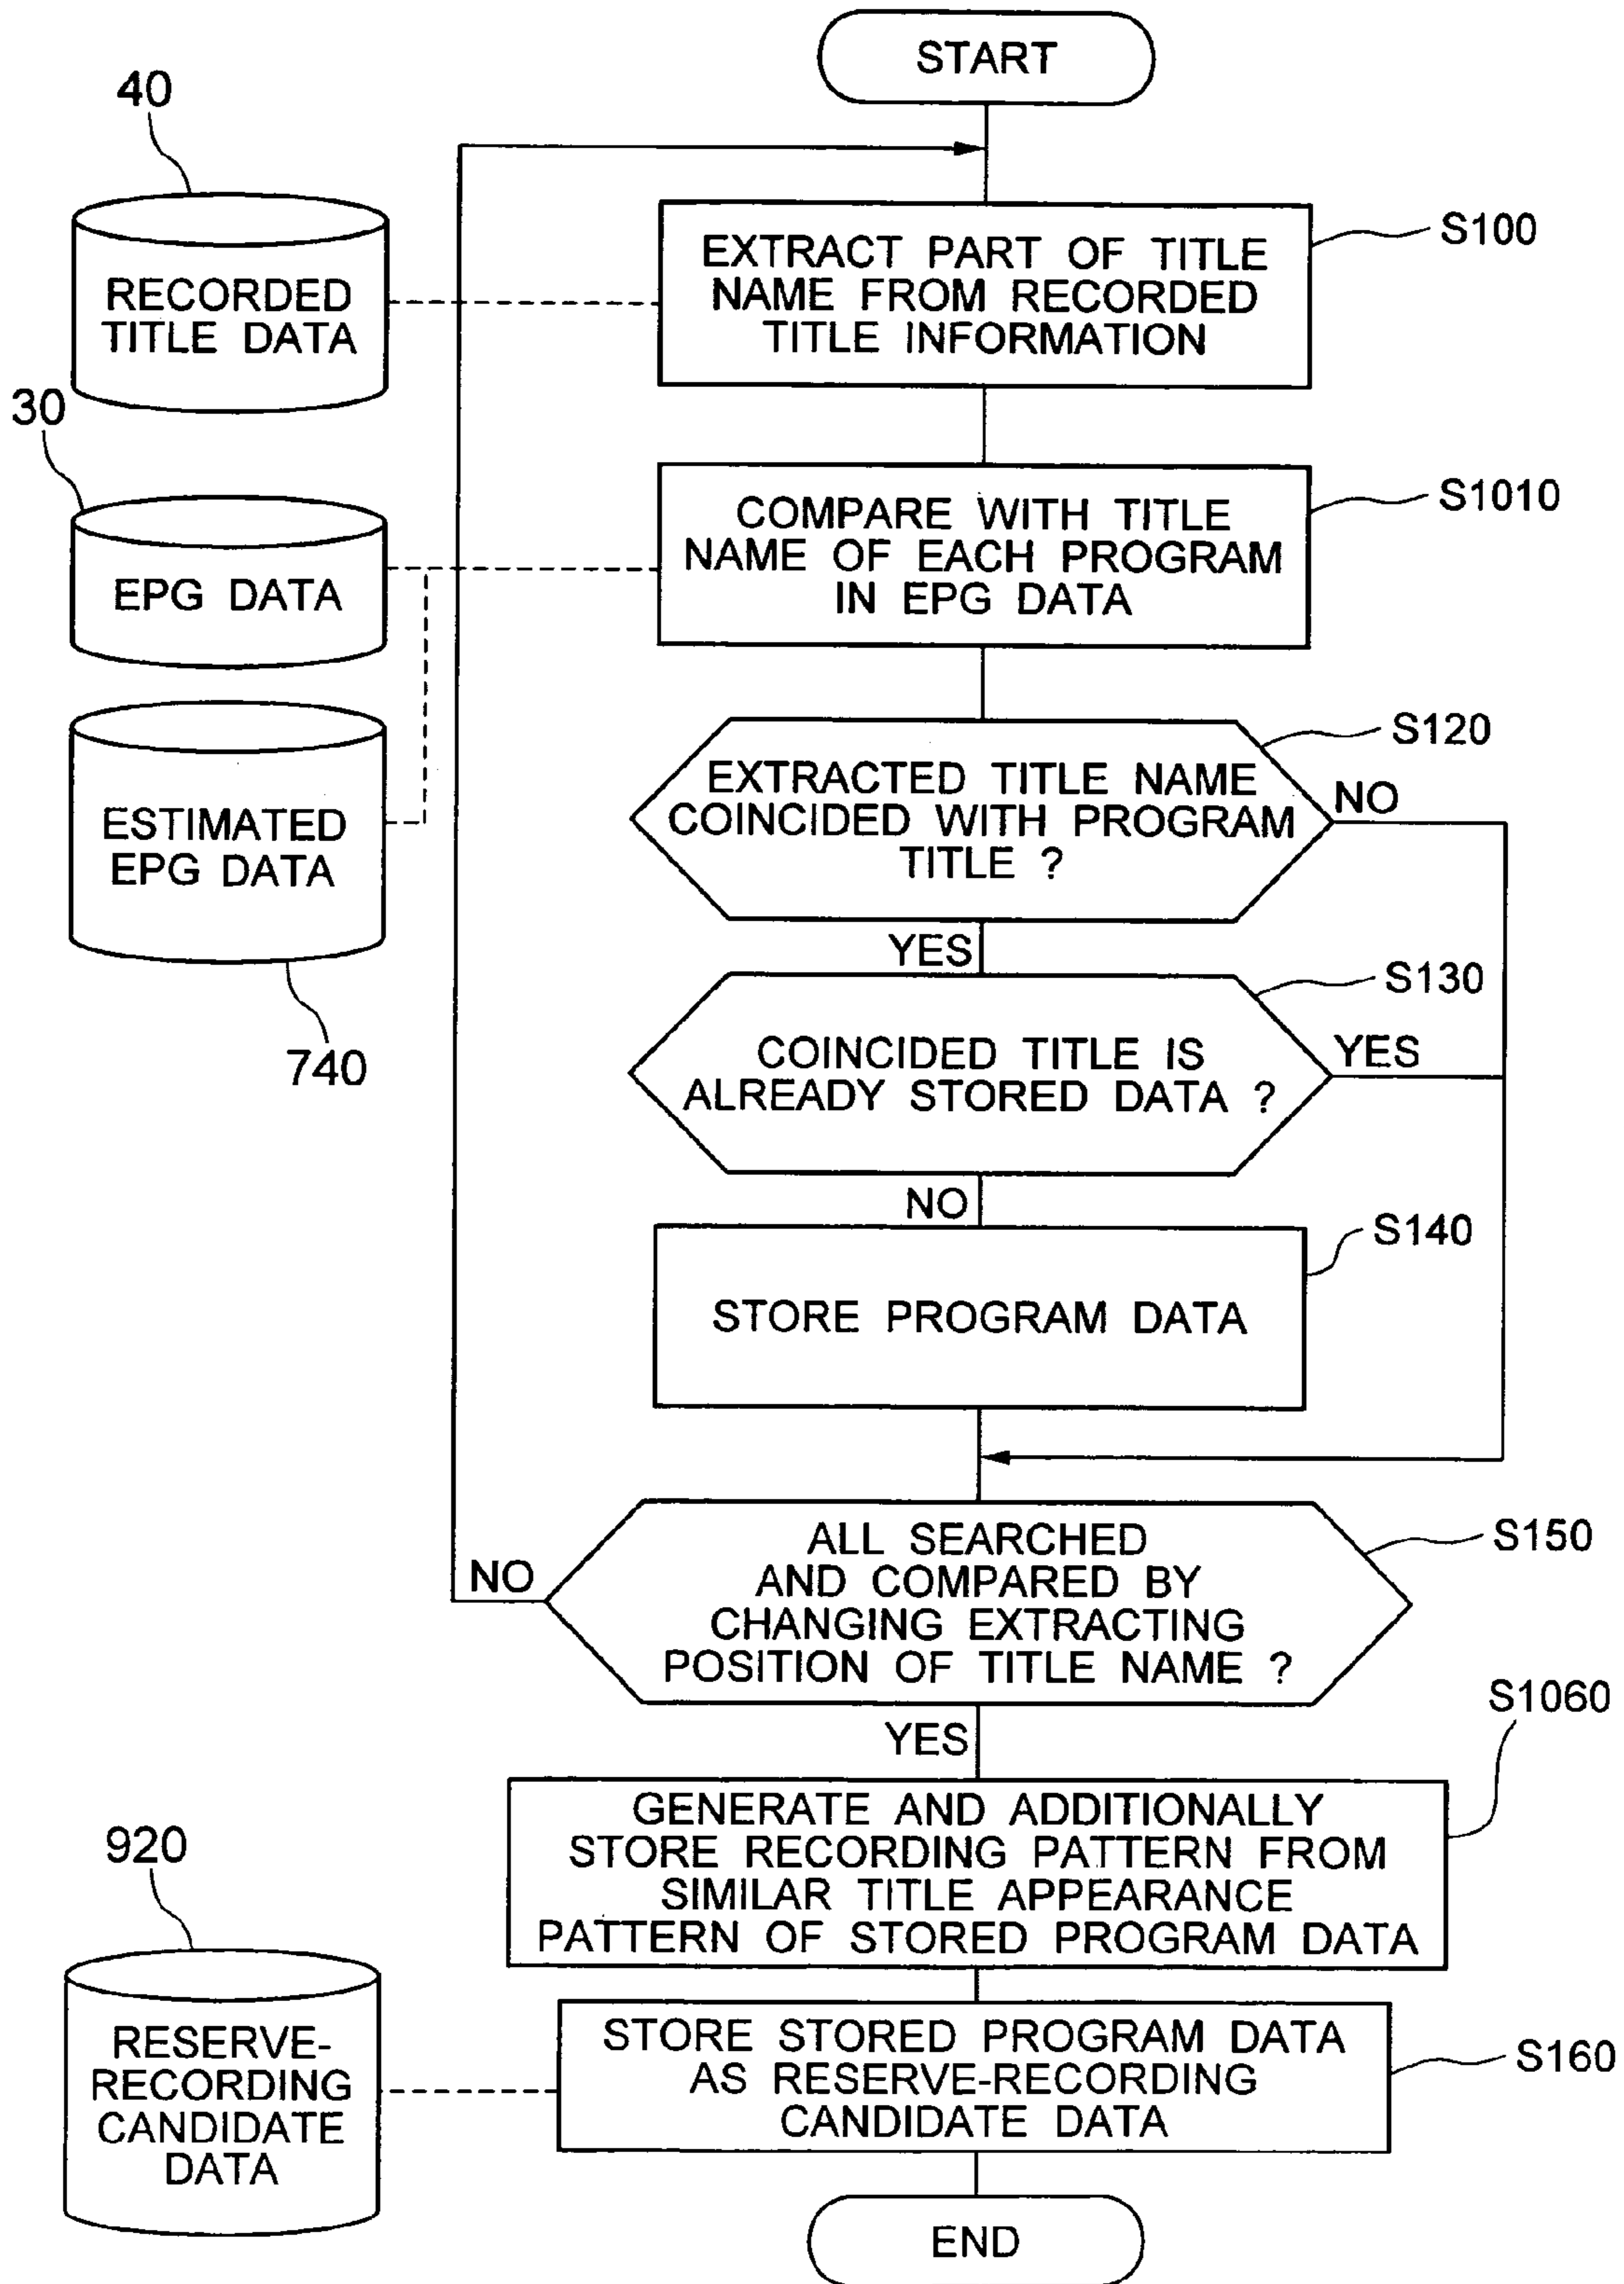 START
40
RECORDED
TITLE DATA
EXTRACT PART OF TITLE
NAME FROM RECORDED
TITLE INFORMATION
S100
30
EPG DATA
COMPARE WITH TITLE
NAME OF EACH PROGRAM
IN EPG DATA
S1010
ESTIMATED
EPG DATA
740
EXTRACTED TITLE NAME
COINCIDED WITH PROGRAM
TITLE ?
S120
NO
YES
COINCIDED TITLE IS
ALREADY STORED DATA ?
S130
YES
NO
STORE PROGRAM DATA
S140
ALL SEARCHED
AND COMPARED BY
CHANGING EXTRACTING
POSITION OF TITLE NAME ?
S150
NO
YES
GENERATE AND ADDITIONALLY
STORE RECORDING PATTERN FROM
SIMILAR TITLE APPEARANCE
PATTERN OF STORED PROGRAM DATA
S1060
920
RESERVE-
RECORDING
CANDIDATE
DATA
STORE STORED PROGRAM DATA
AS RESERVE-RECORDING
CANDIDATE DATA
S160
END